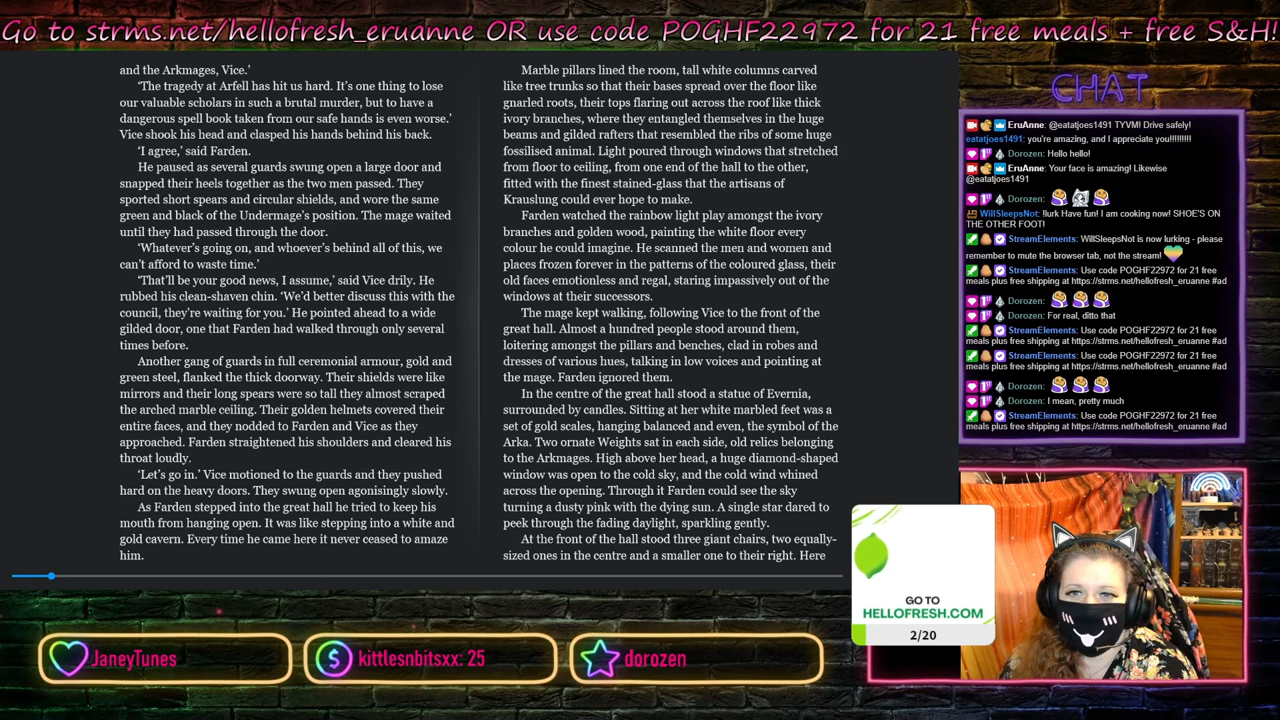 Go to strms.net/hellofresh_eruanne OR use code POGHF22972 for 21 free meals + free S&H!
and the Arkmages, Vice.’
‘The tragedy at Arfell has hit us hard. It’s one thing to lose
our valuable scholars in such a brutal murder, but to have a
dangerous spell book taken from our safe hands is even worse.’
Vice shook his head and clasped his hands behind his back.
‘I agree,’ said Farden.
He paused as several guards swung open a large door and
snapped their heels together as the two men passed. They
sported short spears and circular shields, and wore the same
green and black of the Undermage’s position. The mage waited
until they had passed through the door.
‘Whatever’s going on, and whoever’s behind all of this, we
can’t afford to waste time.’
‘That’ll be your good news, I assume,’ said Vice drily. He
rubbed his clean-shaven chin. ‘We’d better discuss this with the
council, they’re waiting for you.’ He pointed ahead to a wide
gilded door, one that Farden had walked through only several
times before.
Another gang of guards in full ceremonial armour, gold and
green steel, flanked the thick doorway. Their shields were like
mirrors and their long spears were so tall they almost scraped
the arched marble ceiling. Their golden helmets covered their
entire faces, and they nodded to Farden and Vice as they
approached. Farden straightened his shoulders and cleared his
throat loudly.
‘Let’s go in.’ Vice motioned to the guards and they pushed
hard on the heavy doors. They swung open agonisingly slowly.
As Farden stepped into the great hall he tried to keep his
mouth from hanging open. It was like stepping into a white and
gold cavern. Every time he came here it never ceased to amaze
him.
Marble pillars lined the room, tall white columns carved
like tree trunks so that their bases spread over the floor like
gnarled roots, their tops flaring out across the roof like thick
ivory branches, where they entangled themselves in the huge
beams and gilded rafters that resembled the ribs of some huge
fossilised animal. Light poured through windows that stretched
from floor to ceiling, from one end of the hall to the other,
fitted with the finest stained-glass that the artisans of
Krauslung could ever hope to make.
Farden watched the rainbow light play amongst the ivory
branches and golden wood, painting the white floor every
colour he could imagine. He scanned the men and women and
places frozen forever in the patterns of the coloured glass, their
old faces emotionless and regal, staring impassively out of the
windows at their successors.
The mage kept walking, following Vice to the front of the
great hall. Almost a hundred people stood around them,
loitering amongst the pillars and benches, clad in robes and
dresses of various hues, talking in low voices and pointing at
the mage. Farden ignored them.
In the centre of the great hall stood a statue of Evernia,
surrounded by candles. Sitting at her white marbled feet was a
set of gold scales, hanging balanced and even, the symbol of the
Arka. Two ornate Weights sat in each side, old relics belonging
to the Arkmages. High above her head, a huge diamond-shaped
window was open to the cold sky, and the cold wind whined
across the opening. Through it Farden could see the sky
turning a dusty pink with the dying sun. A single star dared to
peek through the fading daylight, sparkling gently.
At the front of the hall stood three giant chairs, two equally-
sized ones in the centre and a smaller one to their right. Here
CHAT
EruAnne: @eatatjoes1491 TYVM! Drive safely!
eatatjoes1491: you're amazing, and I appreciate you!!!!!!!!!
Dorozen: Hello hello!
EruAnne: Your face is amazing! Likewise
@eatatjoes1491
Dorozen:
WillSleepsNot: !lurk Have fun! I am cooking now! SHOE'S ON
THE OTHER FOOT!
StreamElements: WillSleepsNot is now lurking - please
remember to mute the browser tab, not the stream!
StreamElements: Use code POGHF22972 for 21 free
meals plus free shipping at https://strms.net/hellofresh_eruanne #ad
Dorozen:
Dorozen: For real, ditto that
StreamElements: Use code POGHF22972 for 21 free
meals plus free shipping at https://strms.net/hellofresh_eruanne #ad
StreamElements: Use code POGHF22972 for 21 free
meals plus free shipping at https://strms.net/hellofresh_eruanne #ad
Dorozen:
Dorozen: I mean, pretty much
StreamElements: Use code POGHF22972 for 21 free
meals plus free shipping at https://strms.net/hellofresh_eruanne #ad
GO TO
HELLOFRESH.COM
2/20
JaneyTunes
kittlesnbitsxx: 25
dorozen